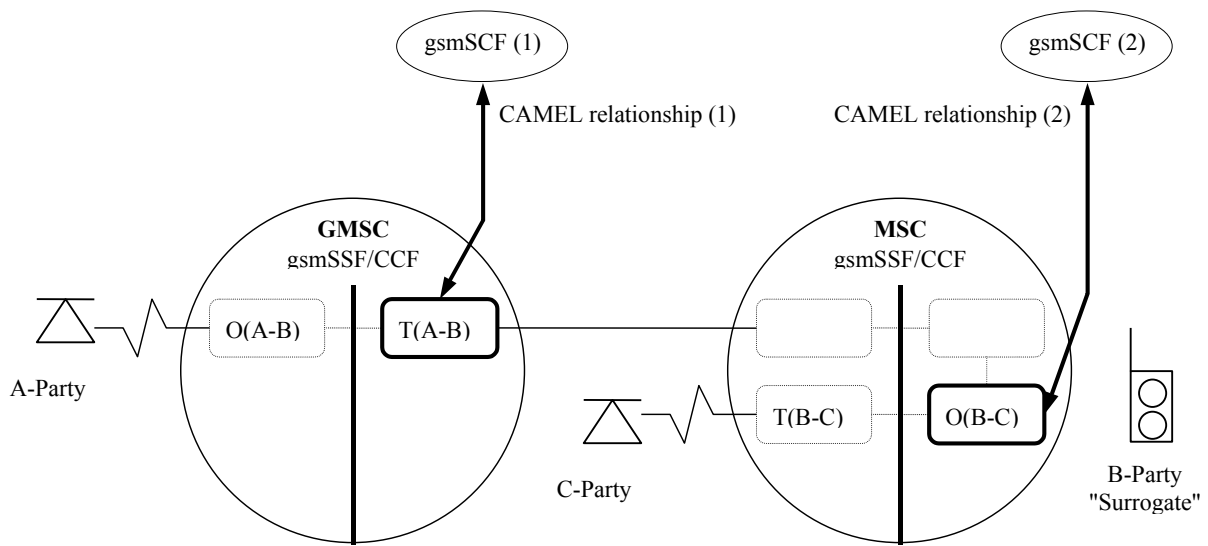 gsmSCF (1)
gsmSCF (2)
CAMEL relationship (1)
CAMEL relationship (2)
GMSC
gsmSSF/CCF
MSC
gsmSSF/CCF
O(A-B)
T(A-B)
A-Party
T(B-C)
O(B-C)
C-Party
B-Party
"Surrogate"